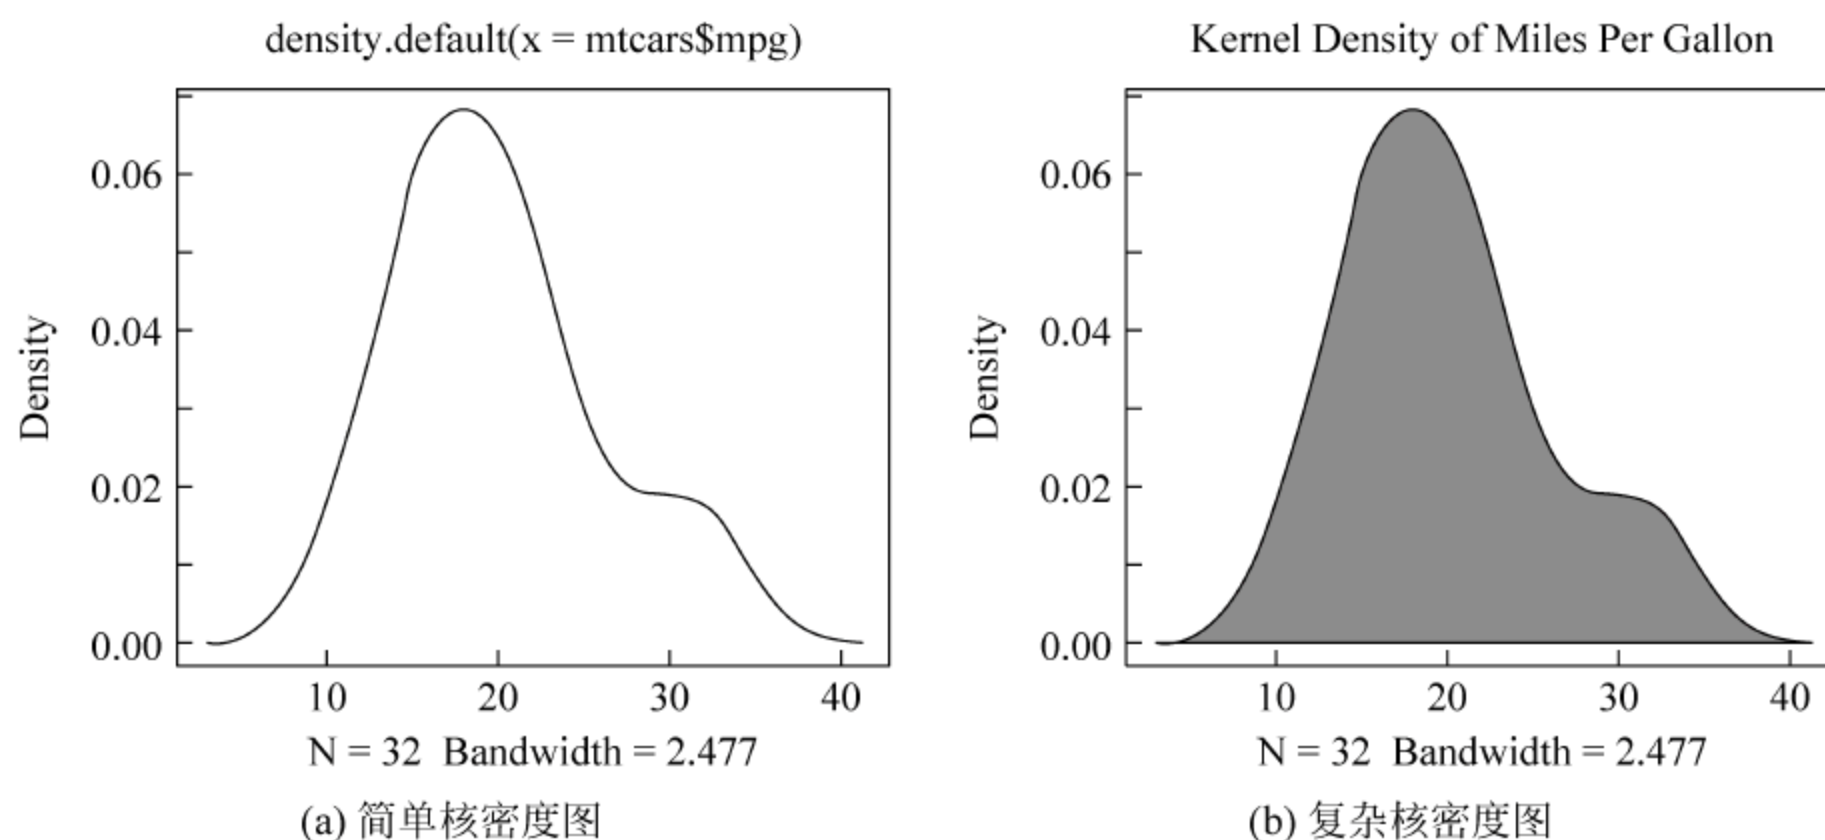 density.default(x = mtcars$mpg)
0.06
0.04
0.02
0.00
Density
10 20 30 40
N = 32 Bandwidth = 2.477
(a) 简单核密度图
Kernel Density of Miles Per Gallon
0.06
0.04
0.02
0.00
Density
10 20 30 40
N = 32 Bandwidth = 2.477
(b) 复杂核密度图